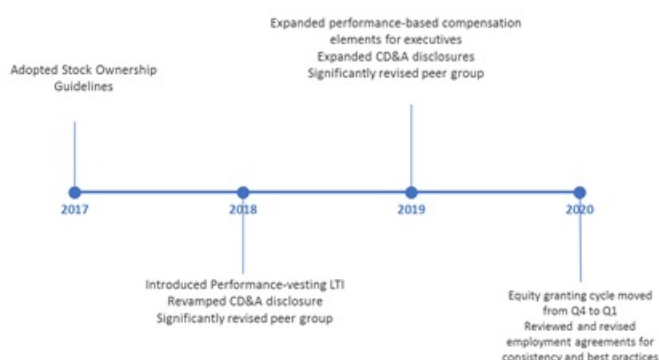 Expanded performance-based compensation
elements for executives
Expanded CD&A disclosures
Significantly revised peer group
Adopted Stock Ownership
Guidelines
2017
2018
2019
2020
Introduced Performance-vesting LTI
Revamped CD&A disclosure
Significantly revised peer group
Equity granting cycle moved
from Q4 to Q1
Reviewed and revised
employment agreements for
consistency and best practices